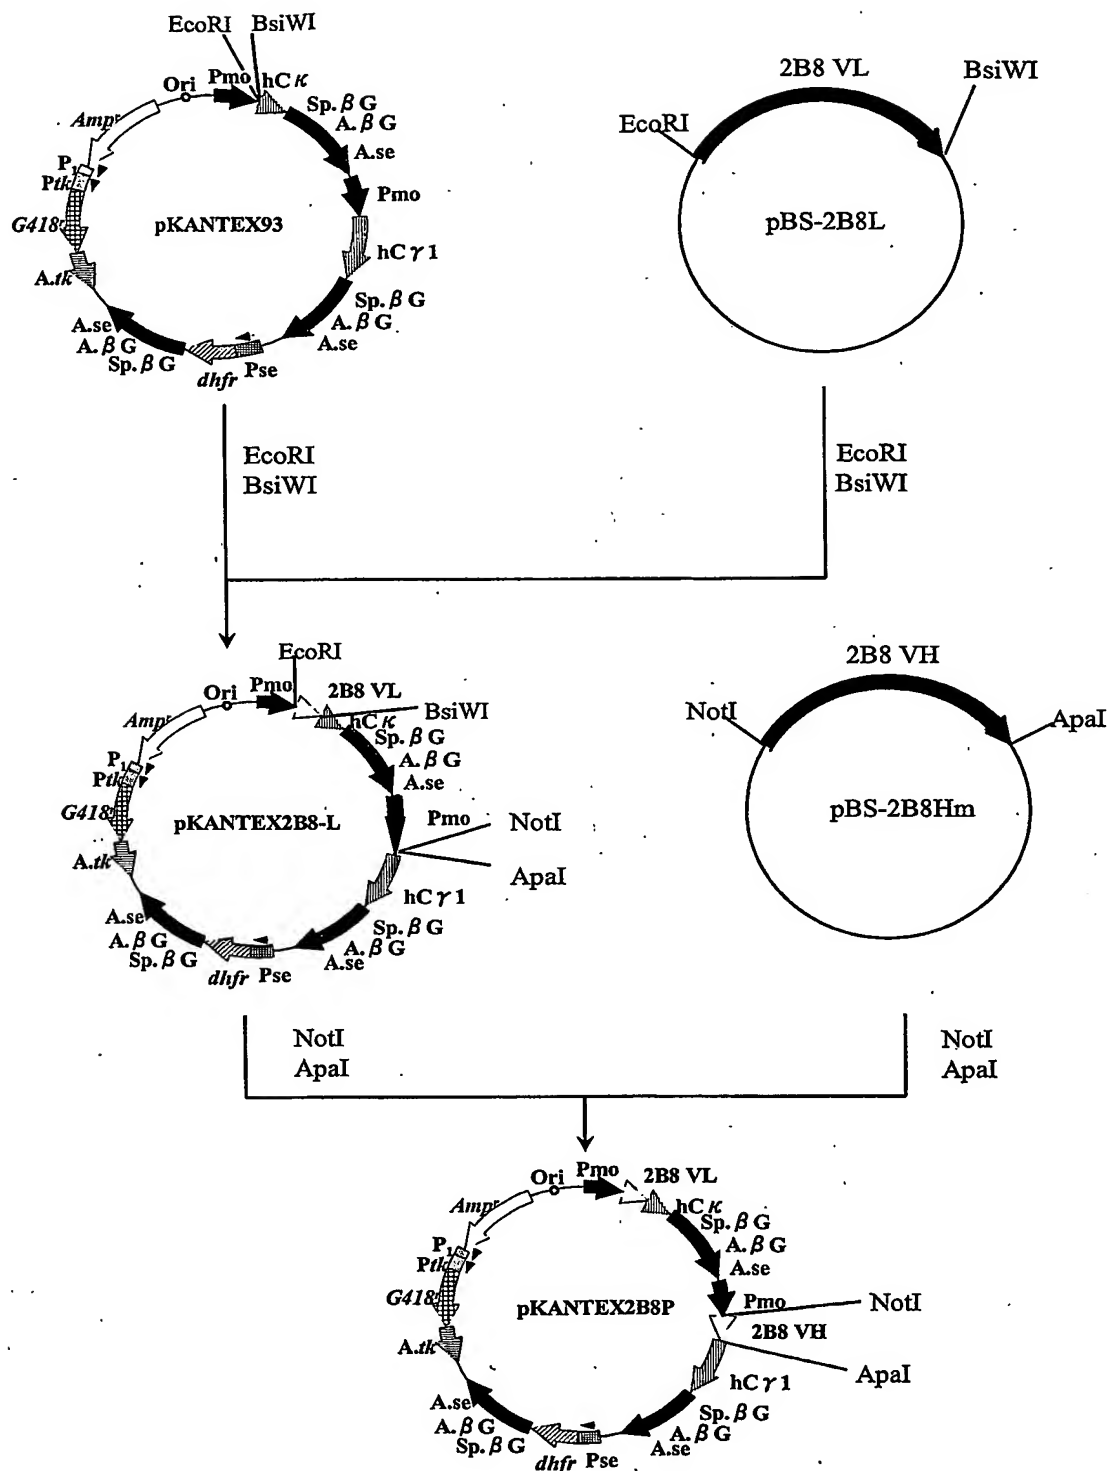 EcoRI BsiWI
Ori Pmo hCκ
Sp.βG
A.βG
A.se
Pmo
hCγ1
Sp.βG
A.βG
A.se
Pse
dhfr
Sp.βG
A.βG
A.se
A.tk
G418r
Ptk
P1
Ampr
pKANTEX93
2B8 VL
EcoRI
BsiWI
pBS-2B8L
EcoRI
BsiWI
EcoRI
BsiWI
EcoRI
Ori Pmo 2B8 VL
BsiWI
hCκ
Sp.βG
A.βG
A.se
Pmo
NotI
ApaI
hCγ1
Sp.βG
A.βG
A.se
Pse
dhfr
Sp.βG
A.βG
A.se
A.tk
G418r
Ptk
P1
Ampr
pKANTEX2B8-L
2B8 VH
NotI
ApaI
pBS-2B8Hm
NotI
ApaI
NotI
ApaI
Ori Pmo 2B8 VL
hCκ
Sp.βG
A.βG
A.se
Pmo
NotI
2B8 VH
ApaI
hCγ1
Sp.βG
A.βG
A.se
Pse
dhfr
Sp.βG
A.βG
A.se
A.tk
G418r
Ptk
P1
Ampr
pKANTEX2B8P